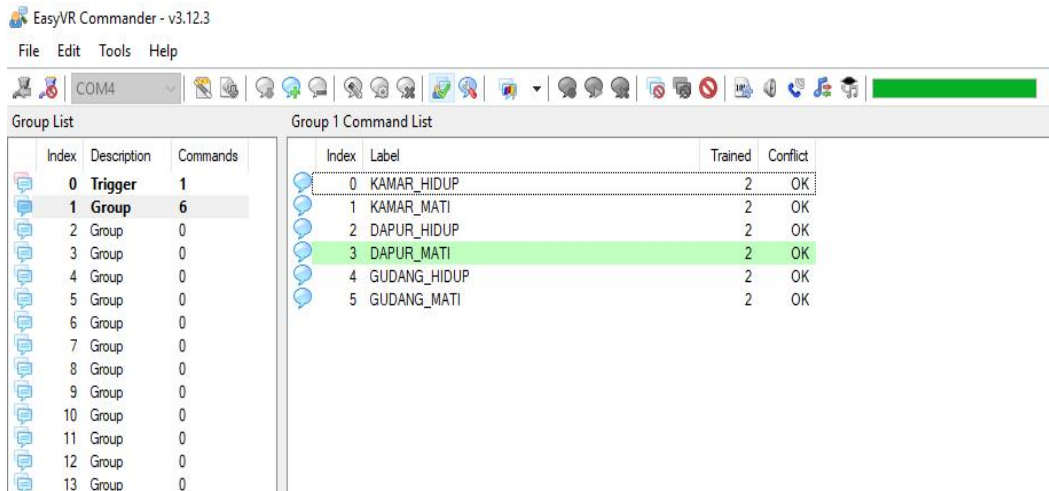 EasyVR Commander - v3.12.3
File Edit Tools Help
COM4
Group List
Index Description Commands
0 Trigger 1
1 Group 6
2 Group 0
3 Group 0
4 Group 0
5 Group 0
6 Group 0
7 Group 0
8 Group 0
9 Group 0
10 Group 0
11 Group 0
12 Group 0
13 Group 0
Group 1 Command List
Index Label Trained Conflict
0 KAMAR_HIDUP 2 OK
1 KAMAR_MATI 2 OK
2 DAPUR_HIDUP 2 OK
3 DAPUR_MATI 2 OK
4 GUDANG_HIDUP 2 OK
5 GUDANG_MATI 2 OK